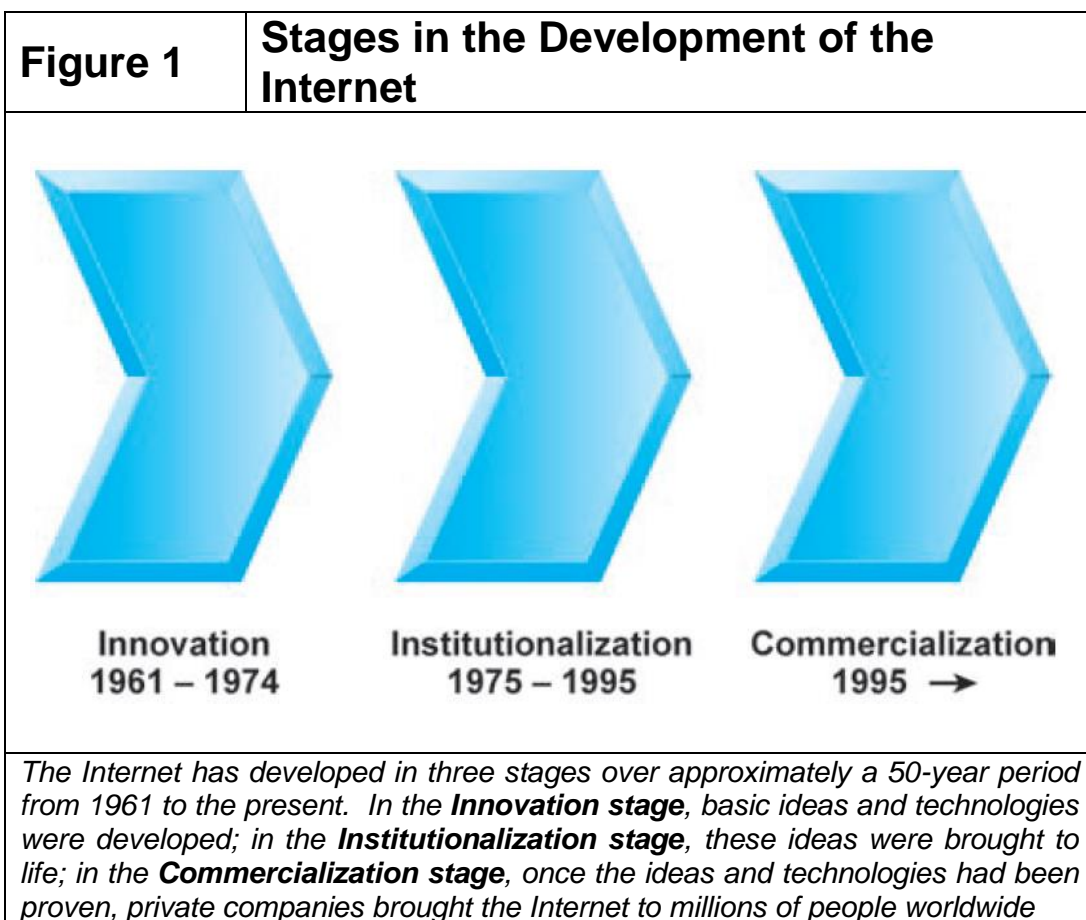 Figure 1
Stages in the Development of the
Internet
Innovation
1961 – 1974
Institutionalization
1975 – 1995
Commercialization
1995 →
The Internet has developed in three stages over approximately a 50-year period
from 1961 to the present. In the Innovation stage, basic ideas and technologies
were developed; in the Institutionalization stage, these ideas were brought to
life; in the Commercialization stage, once the ideas and technologies had been
proven, private companies brought the Internet to millions of people worldwide